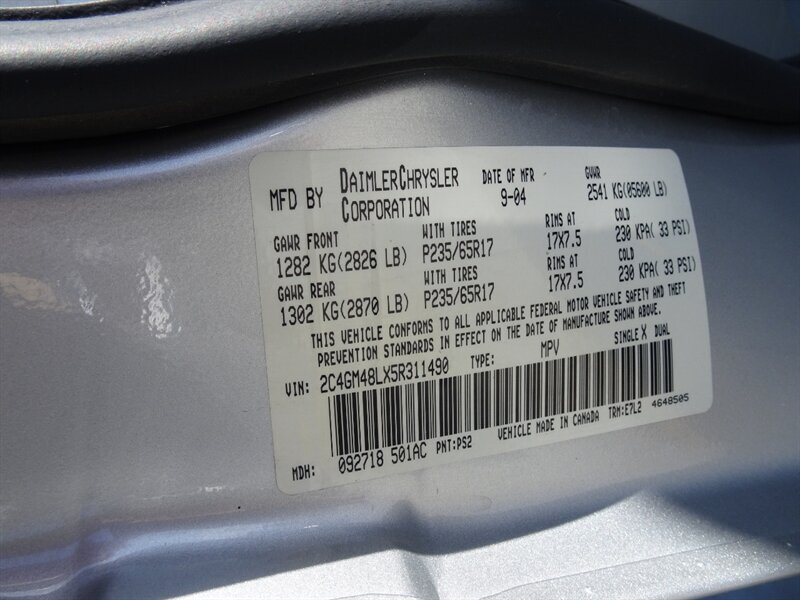 MFD BY DAIMLERCHRYSLER CORPORATION DATE OF MFR 9-04 GVWR 2541 KG(05600 LB)
GAWR FRONT WITH TIRES RIMS AT COLD
1282 KG(2826 LB) P235/65R17 17X7.5 230 KPA( 33 PSI)
GAWR REAR WITH TIRES RIMS AT COLD
1302 KG(2870 LB) P235/65R17 17X7.5 230 KPA( 33 PSI)
THIS VEHICLE CONFORMS TO ALL APPLICABLE FEDERAL MOTOR VEHICLE SAFETY AND THEFT
PREVENTION STANDARDS IN EFFECT ON THE DATE OF MANUFACTURE SHOWN ABOVE.
VIN: 2C4GM48LX5R311490 TYPE: MPV SINGLE X DUAL
MDH: 092718 501AC PNT:PS2 VEHICLE MADE IN CANADA TRM:E7L2 4648505